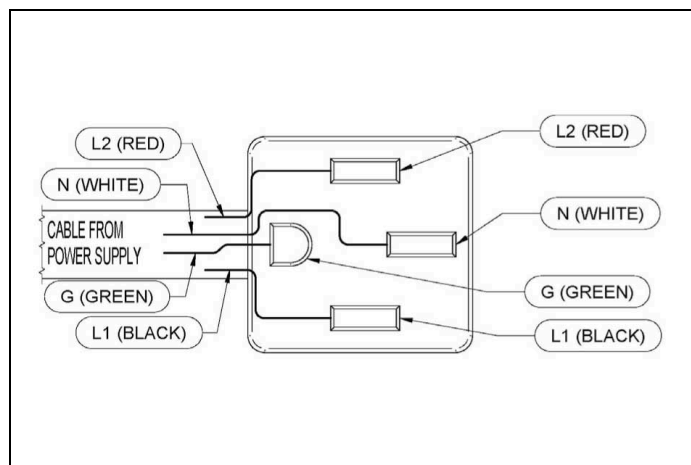 L2 (RED)
N (WHITE)
CABLE FROM
POWER SUPPLY
G (GREEN)
L1 (BLACK)
L2 (RED)
N (WHITE)
G (GREEN)
L1 (BLACK)